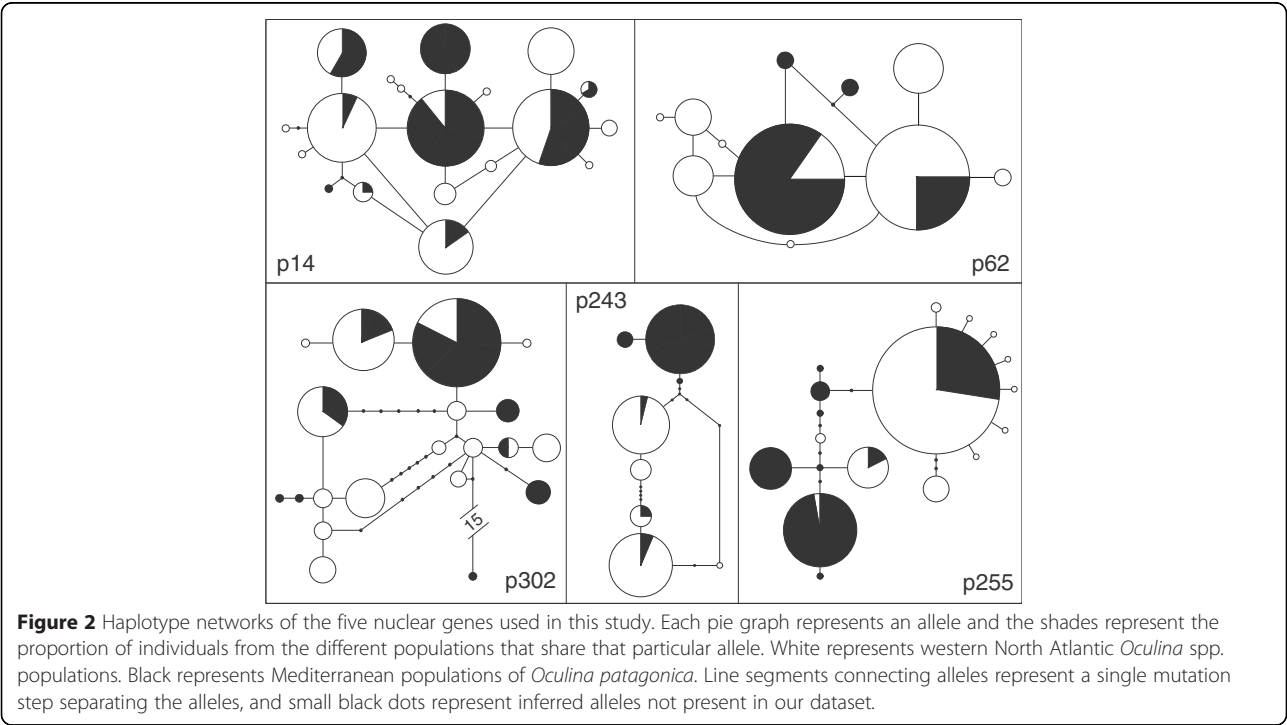 p14
p62
p243
15
p302
p255
Figure 2 Haplotype networks of the five nuclear genes used in this study. Each pie graph represents an allele and the shades represent the
proportion of individuals from the different populations that share that particular allele. White represents western North Atlantic Oculina spp.
populations. Black represents Mediterranean populations of Oculina patagonica. Line segments connecting alleles represent a single mutation
step separating the alleles, and small black dots represent inferred alleles not present in our dataset.